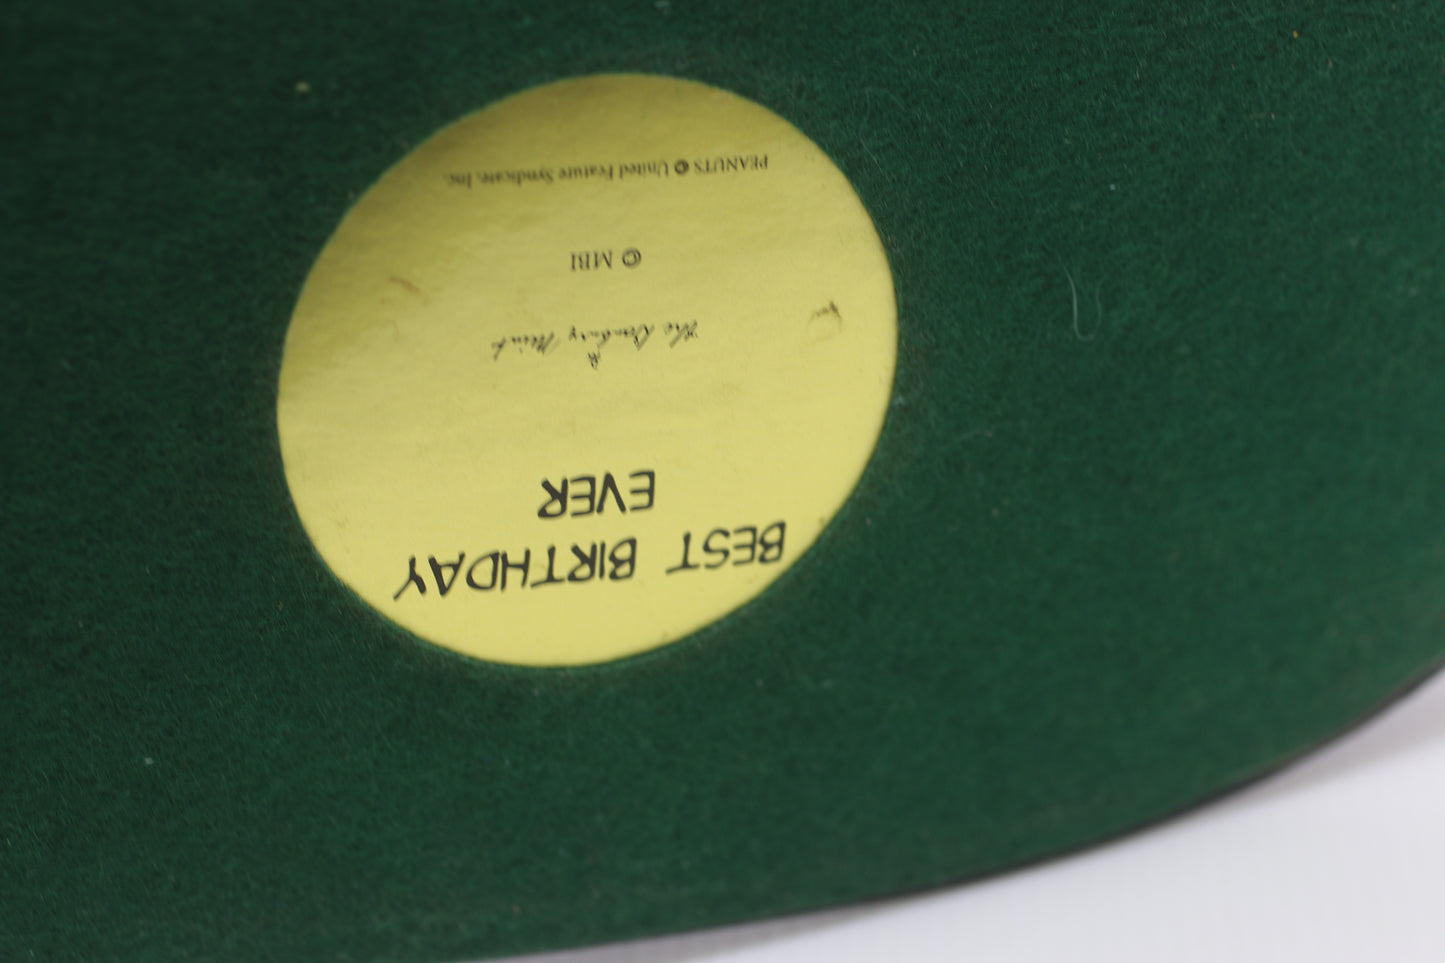 BEST BIRTHDAY
EVER
The Danbury Mint
® 
© MBI
PEANUTS © United Feature Syndicate, Inc.